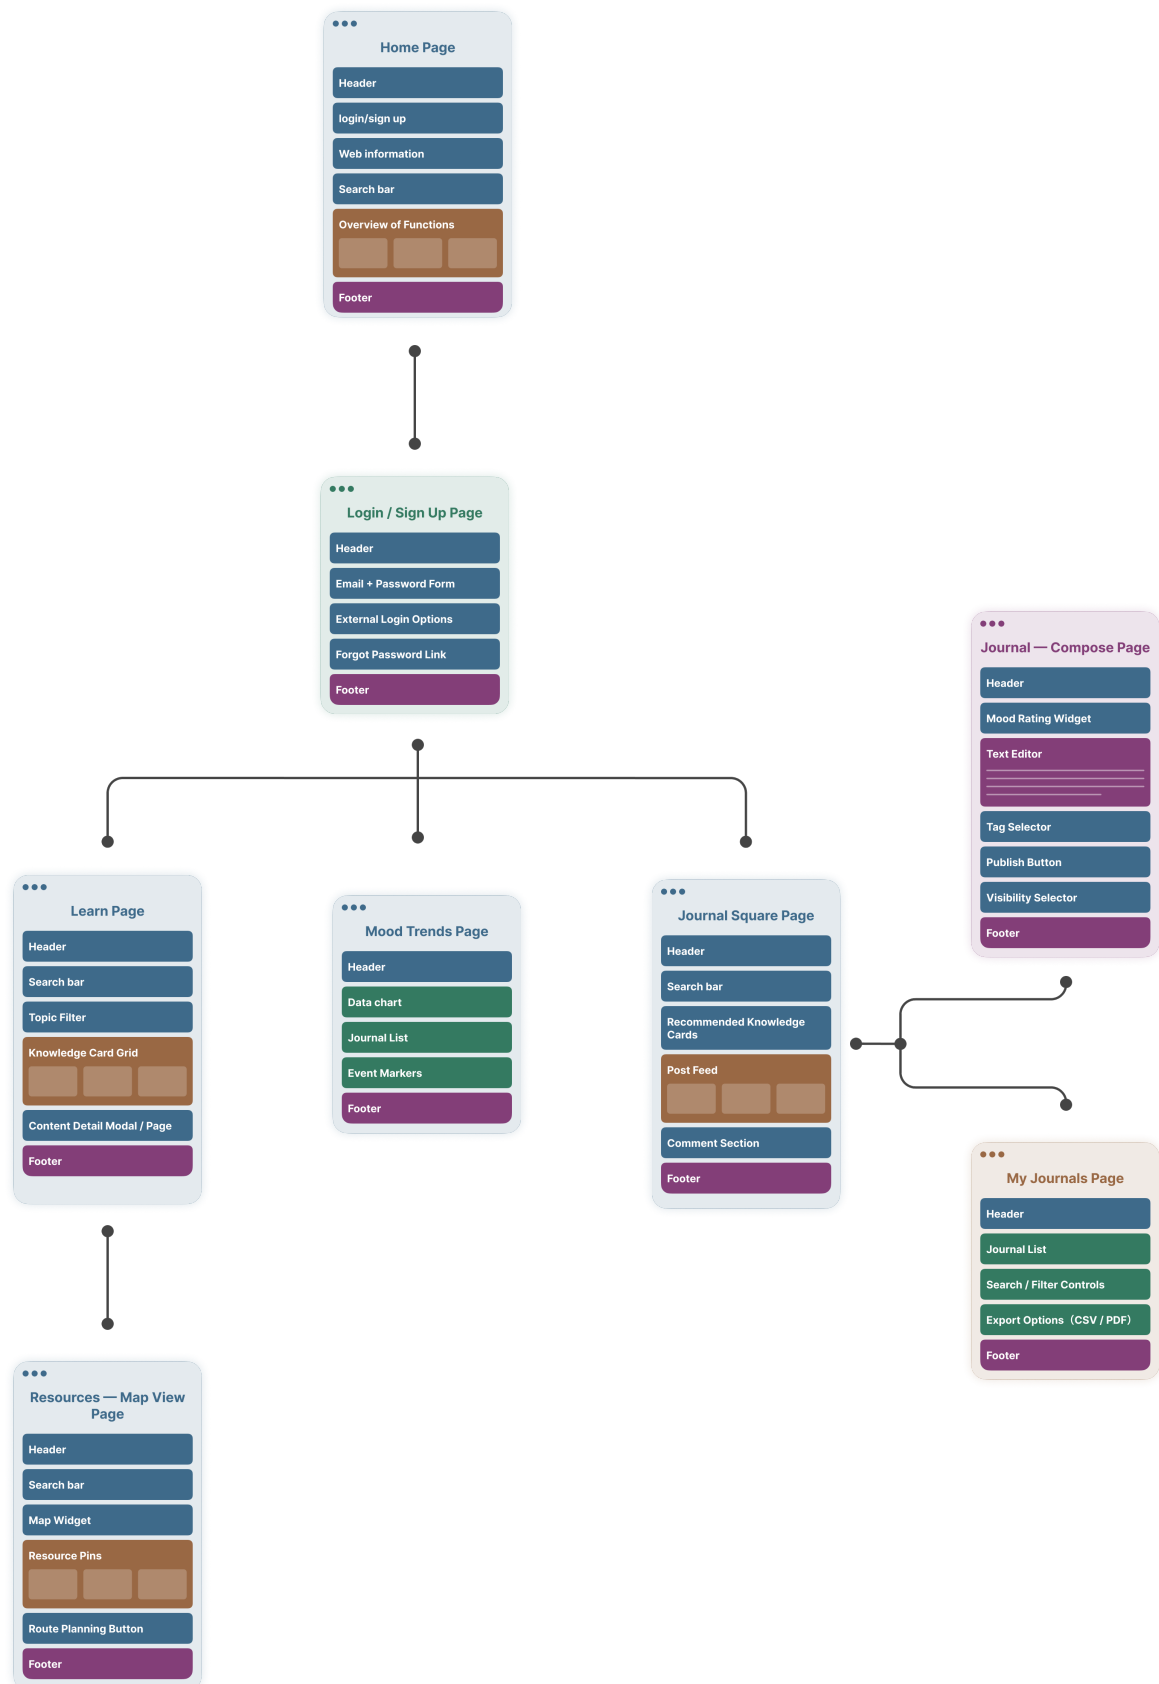 Home Page
Header
login/sign up
Web information
Search bar
Overview of Functions
Footer
Login / Sign Up Page
Header
Email + Password Form
External Login Options
Forgot Password Link
Footer
Journal — Compose Page
Header
Mood Rating Widget
Text Editor
Tag Selector
Publish Button
Visibility Selector
Footer
Learn Page
Header
Search bar
Topic Filter
Knowledge Card Grid
Content Detail Modal / Page
Footer
Mood Trends Page
Header
Data chart
Journal List
Event Markers
Footer
Journal Square Page
Header
Search bar
Recommended Knowledge
Cards
Post Feed
Comment Section
Footer
My Journals Page
Header
Journal List
Search / Filter Controls
Export Options（CSV / PDF）
Footer
Resources — Map View
Page
Header
Search bar
Map Widget
Resource Pins
Route Planning Button
Footer